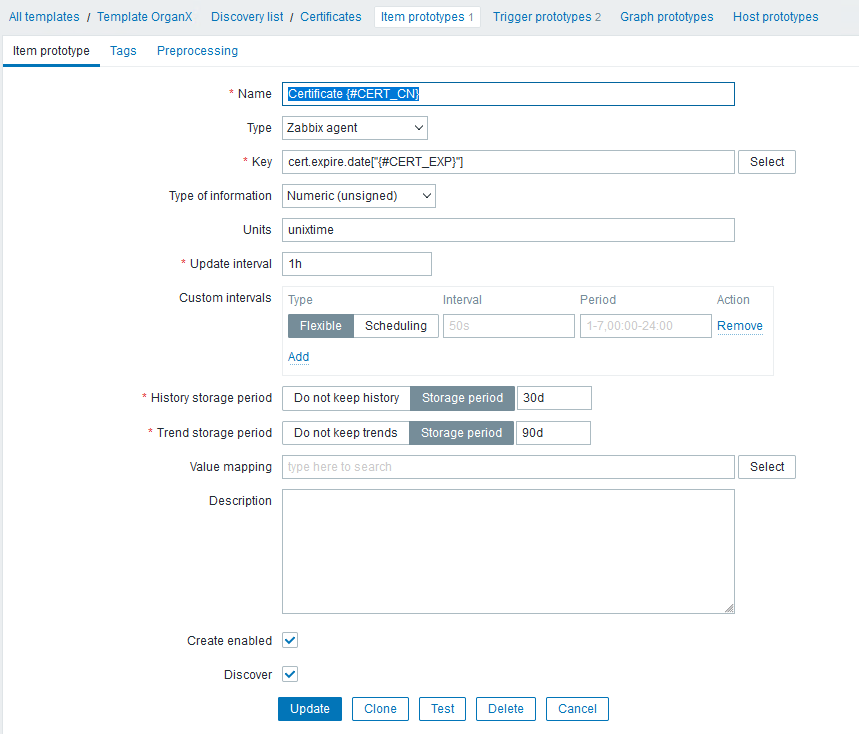 All templates / Template OrganX Discovery list / Certificates Item prototypes 1 Trigger prototypes 2 Graph prototypes Host prototypes
Item prototype Tags Preprocessing
* Name Certificate {#CERT_CN}
Type Zabbix agent
* Key cert.expire.date["{#CERT_EXP}"] Select
Type of information Numeric (unsigned)
Units unixtime
* Update interval 1h
Custom intervals Type Interval Period Action
Flexible Scheduling 50s 1-7,00:00-24:00 Remove
Add
* History storage period Do not keep history Storage period 30d
* Trend storage period Do not keep trends Storage period 90d
Value mapping type here to search Select
Description
Create enabled
Discover
Update Clone Test Delete Cancel